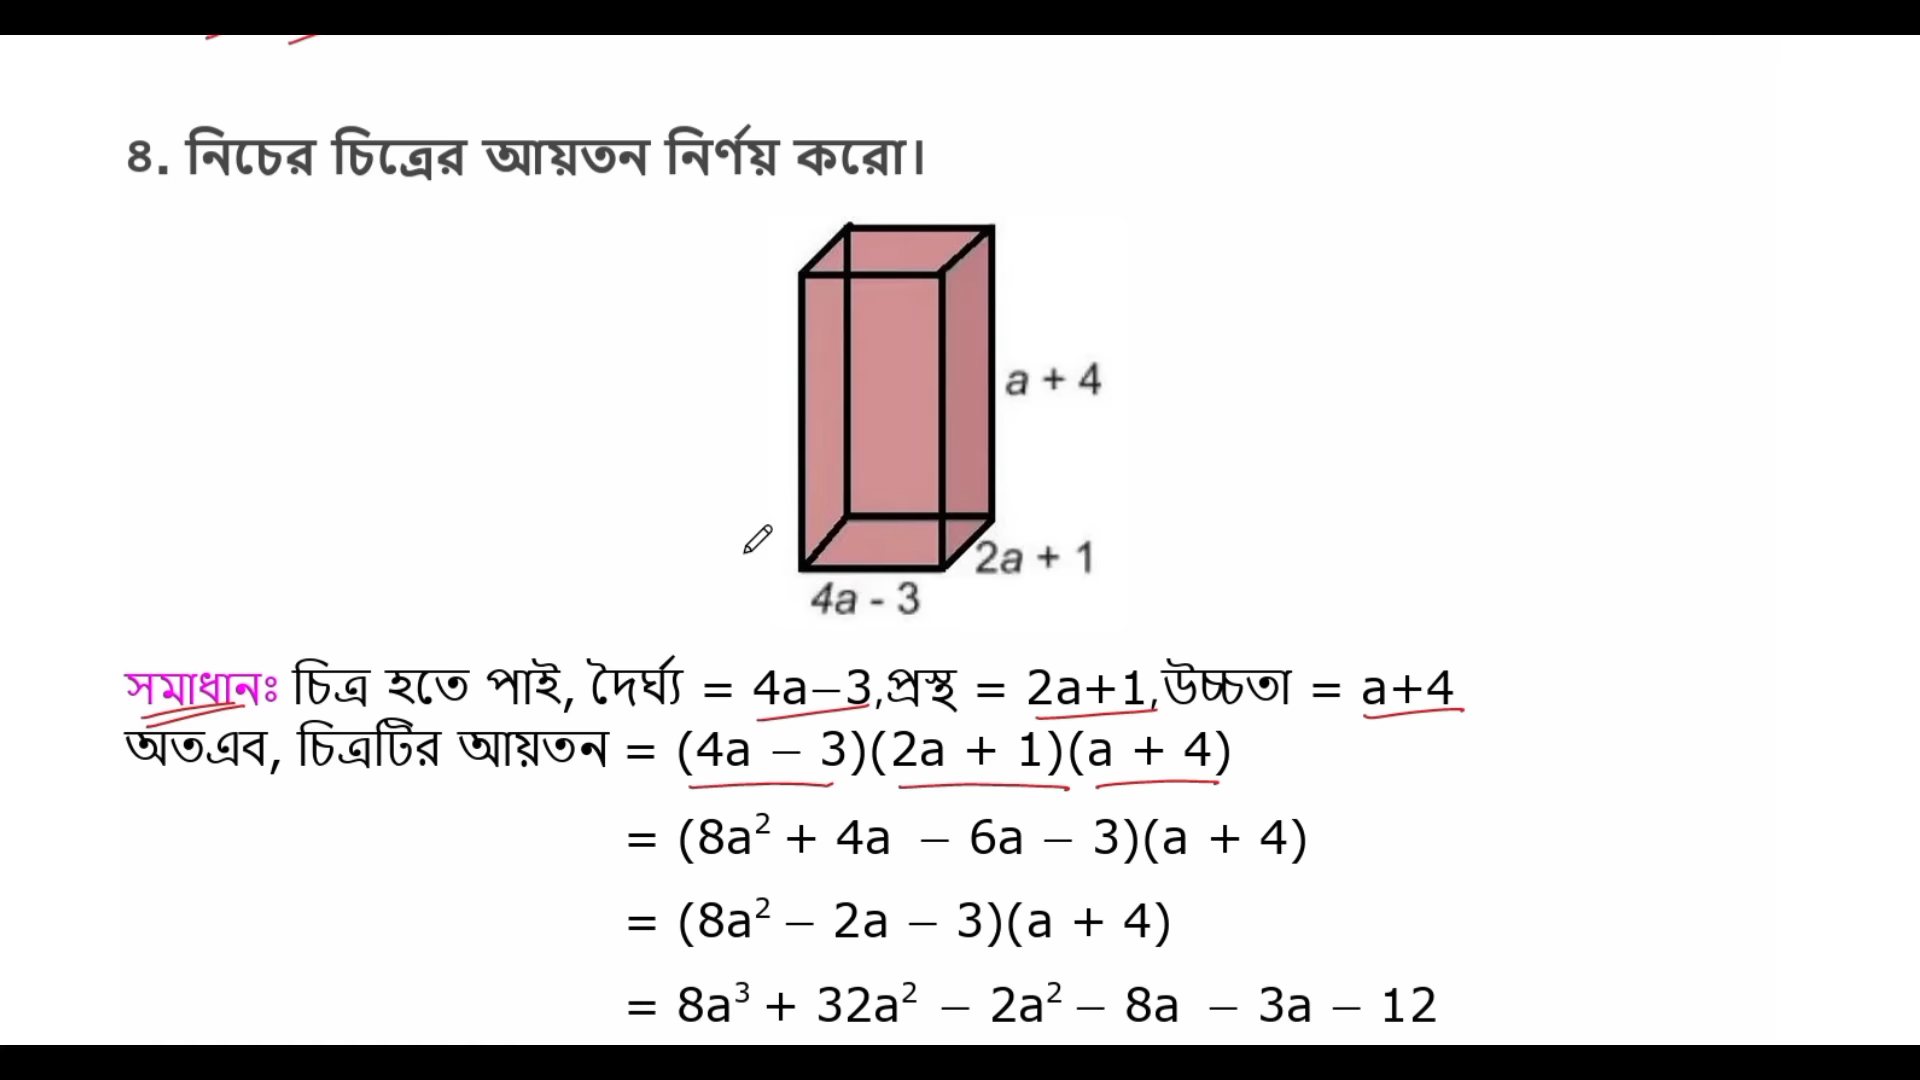 ৪. নিচের চিত্রের আয়তন নির্ণয় করো।
a + 4
2a + 1
4a - 3
সমাধানঃ চিত্র হতে পাই, দৈর্ঘ্য = 4a–3,প্রস্থ = 2a+1,উচ্চতা = a+4
অতএব, চিত্রটির আয়তন = (4a – 3)(2a + 1)(a + 4)
= (8a² + 4a – 6a – 3)(a + 4)
= (8a² – 2a – 3)(a + 4)
= 8a³ + 32a² – 2a² – 8a – 3a – 12